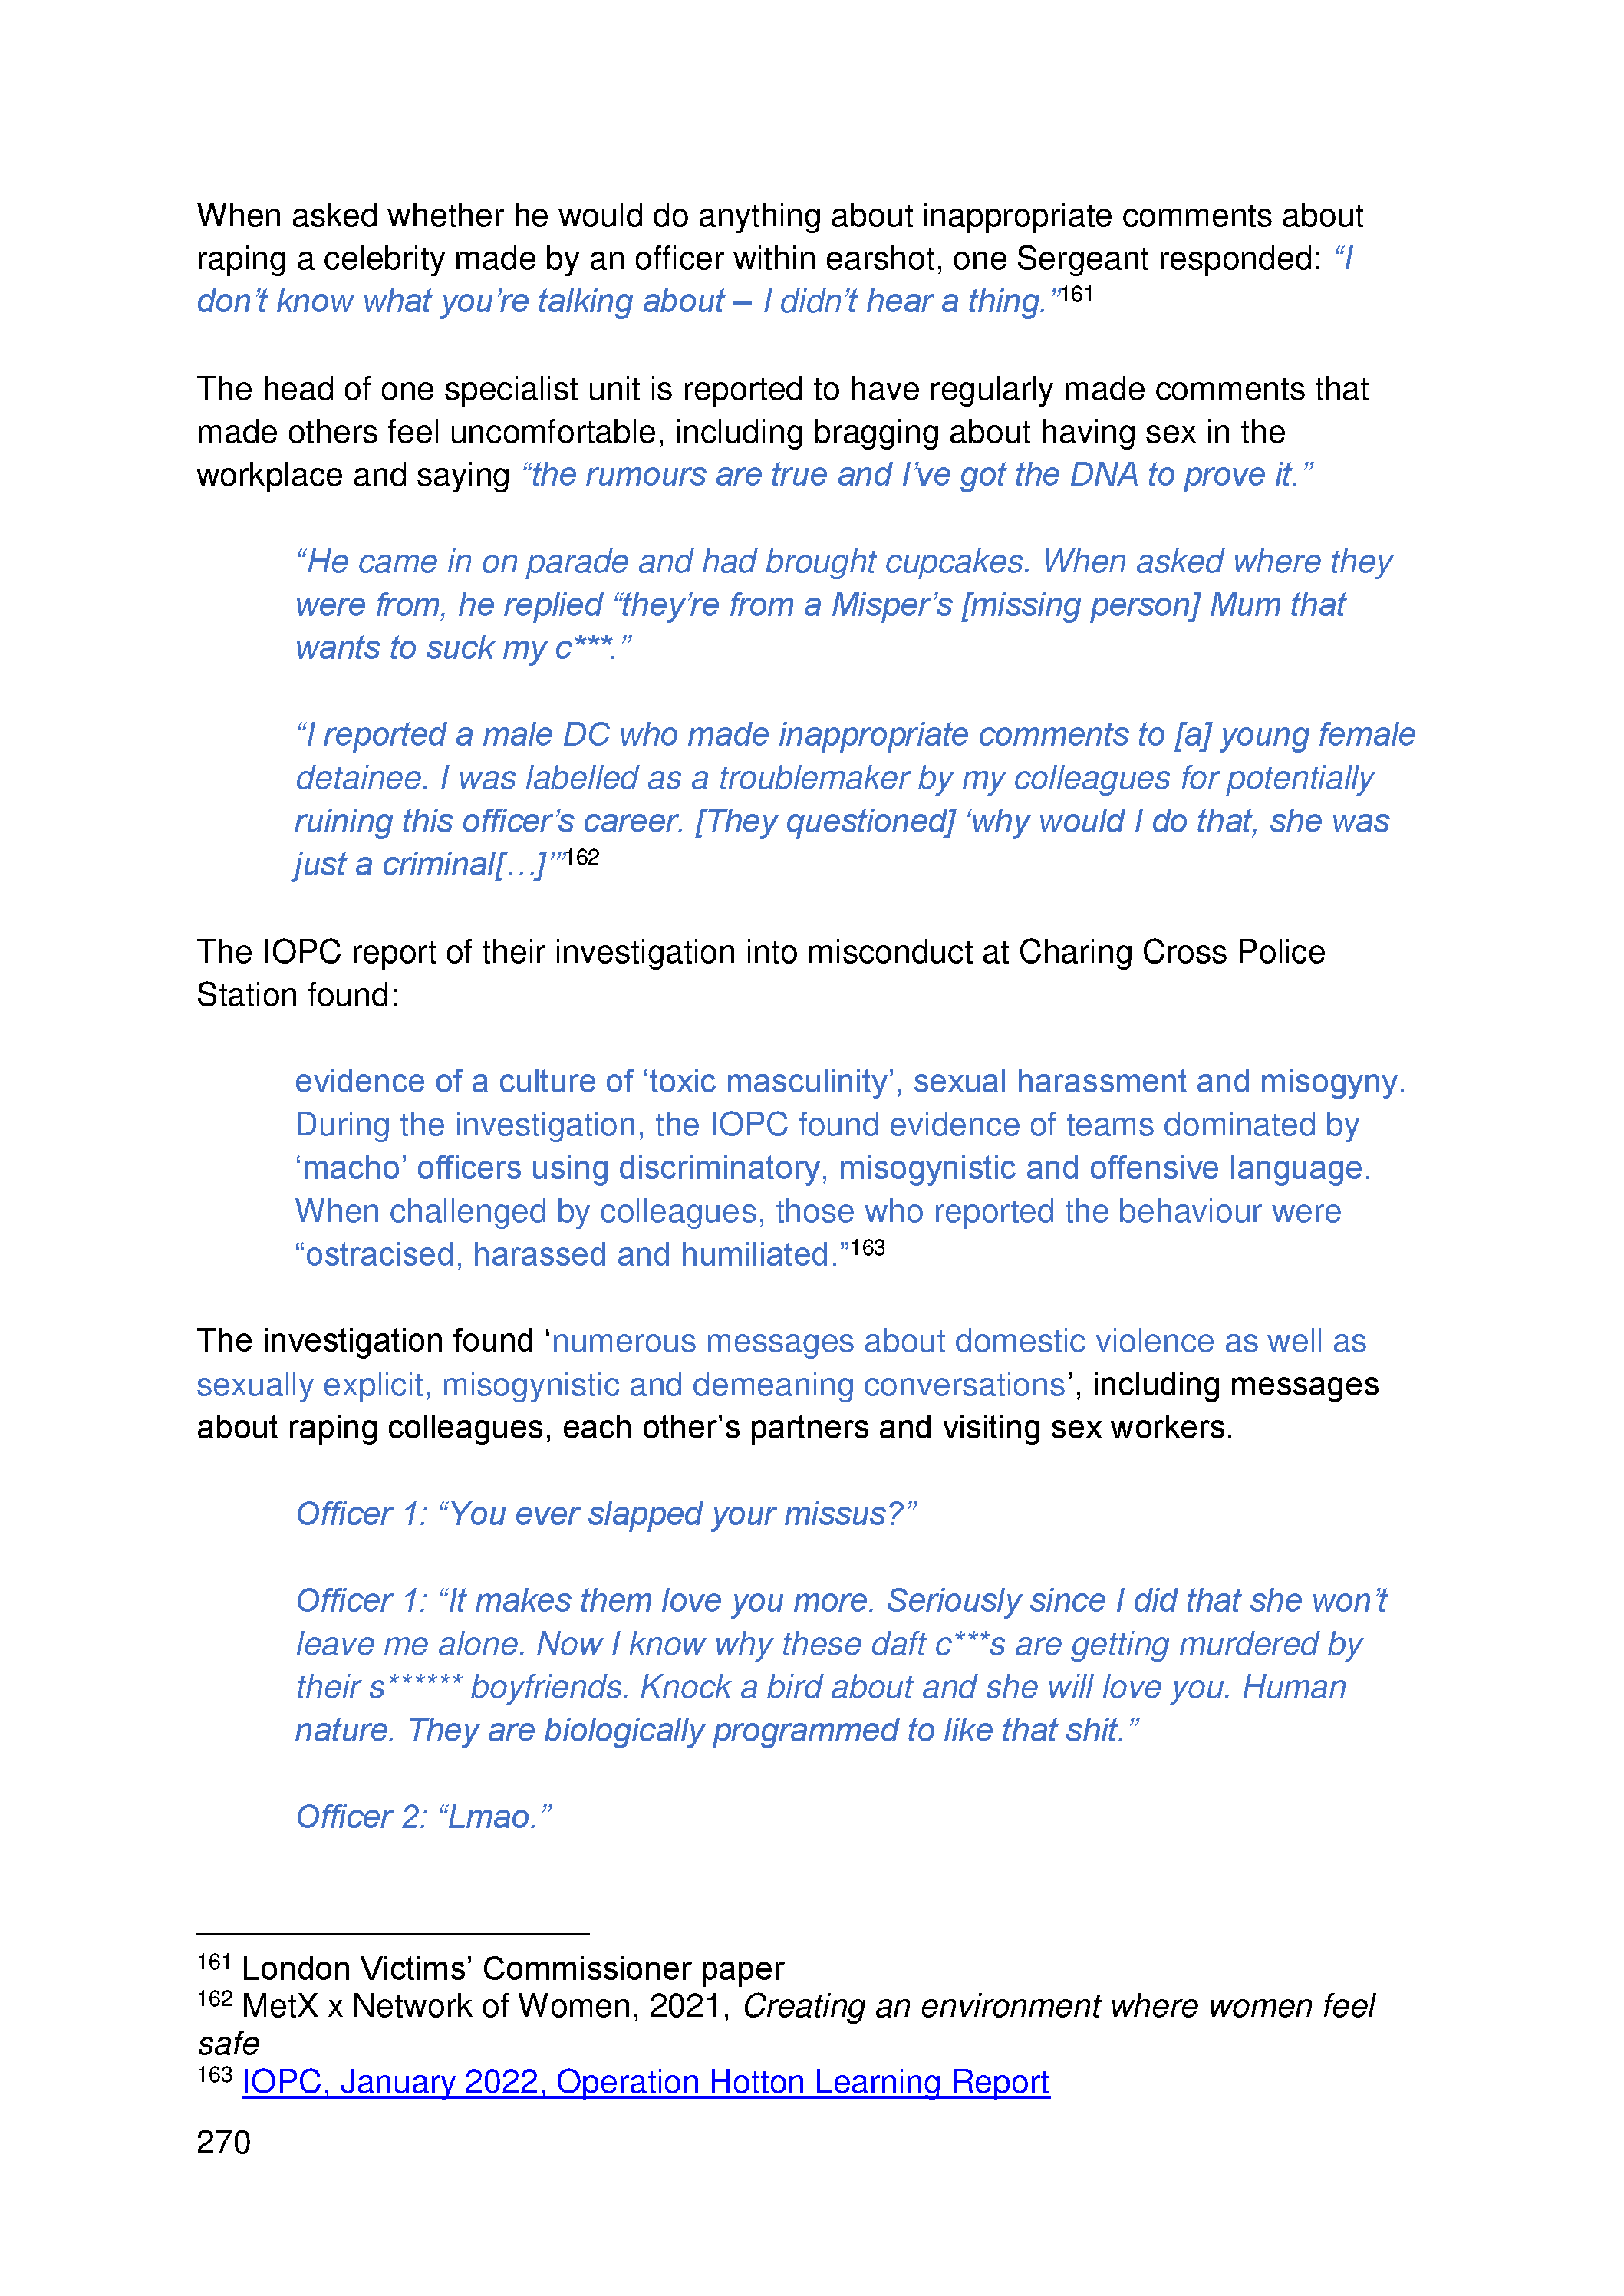 When asked whether he would do anything about inappropriate comments about
raping a celebrity made by an officer within earshot, one Sergeant responded: “I
don’t know what you’re talking about – I didn’t hear a thing.”161
The head of one specialist unit is reported to have regularly made comments that
made others feel uncomfortable, including bragging about having sex in the
workplace and saying “the rumours are true and I’ve got the DNA to prove it.”
“He came in on parade and had brought cupcakes. When asked where they
were from, he replied “they’re from a Misper’s [missing person] Mum that
wants to suck my c***.”
“I reported a male DC who made inappropriate comments to [a] young female
detainee. I was labelled as a troublemaker by my colleagues for potentially
ruining this officer’s career. [They questioned] ‘why would I do that, she was
just a criminal[…]’”162
The IOPC report of their investigation into misconduct at Charing Cross Police
Station found:
evidence of a culture of ‘toxic masculinity’, sexual harassment and misogyny.
During the investigation, the IOPC found evidence of teams dominated by
‘macho’ officers using discriminatory, misogynistic and offensive language.
When challenged by colleagues, those who reported the behaviour were
“ostracised, harassed and humiliated.”163
The investigation found ‘numerous messages about domestic violence as well as
sexually explicit, misogynistic and demeaning conversations’, including messages
about raping colleagues, each other’s partners and visiting sex workers.
Officer 1: “You ever slapped your missus?”
Officer 1: “It makes them love you more. Seriously since I did that she won’t
leave me alone. Now I know why these daft c***s are getting murdered by
their s****** boyfriends. Knock a bird about and she will love you. Human
nature. They are biologically programmed to like that shit.”
Officer 2: “Lmao.”
161 London Victims’ Commissioner paper
162 MetX x Network of Women, 2021, Creating an environment where women feel
safe
163 IOPC, January 2022, Operation Hotton Learning Report
270